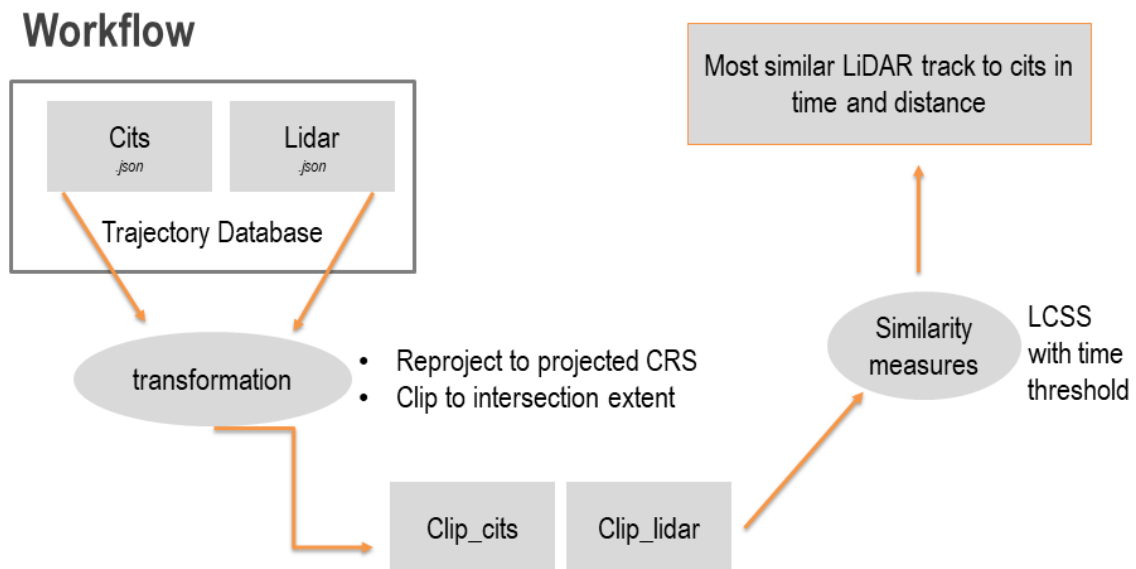 Workflow
Cits
.json
Lidar
.json
Trajectory Database
transformation
• Reproject to projected CRS
• Clip to intersection extent
Clip_cits
Clip_lidar
Similarity
measures
LCSS
with time
threshold
Most similar LiDAR track to cits in
time and distance